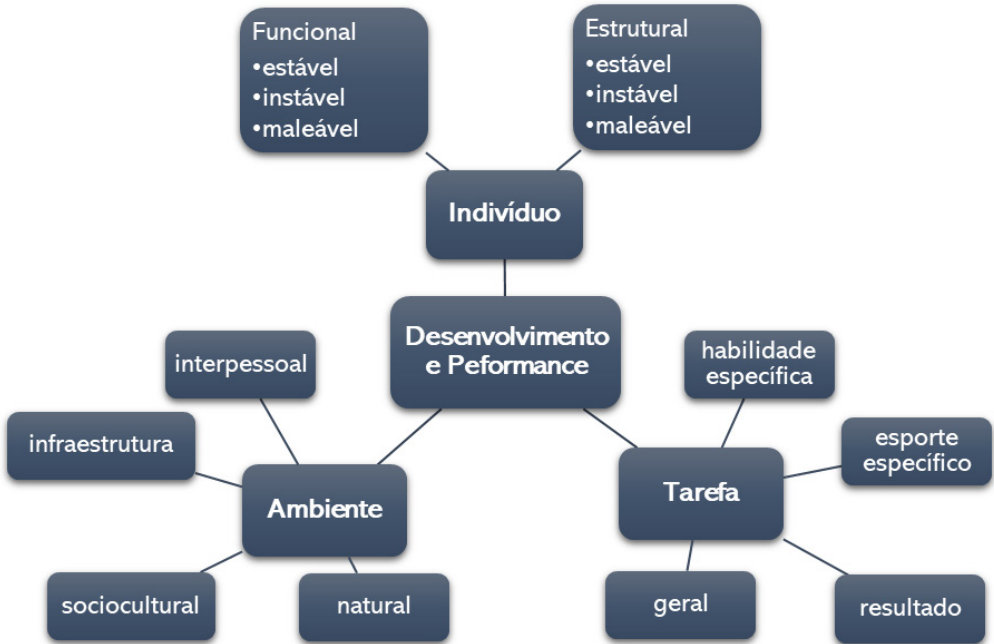 Funcional
•estável
•instável
•maleável
Estrutural
•estável
•instável
•maleável
Indivíduo
Desenvolvimento
e Peformance
interpessoal
habilidade
específica
infraestrutura
esporte
específico
Ambiente
Tarefa
sociocultural
natural
geral
resultado